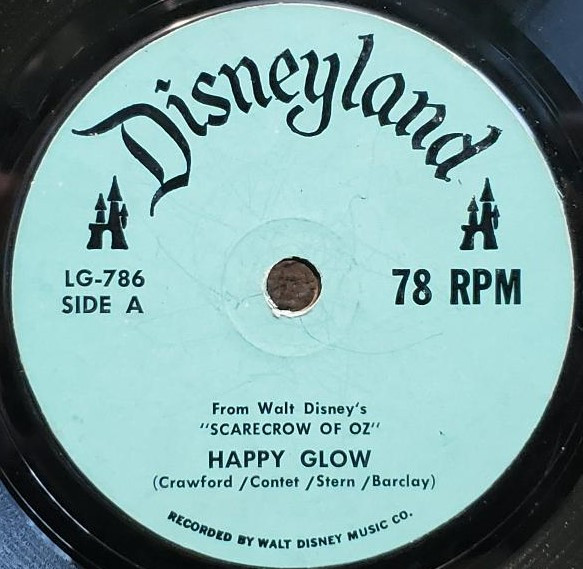 Disneyland
LG-786
SIDE A
78 RPM
From Walt Disney's
"SCARECROW OF OZ"
HAPPY GLOW
(Crawford /Contet /Stern /Barclay)
RECORDED BY WALT DISNEY MUSIC CO.